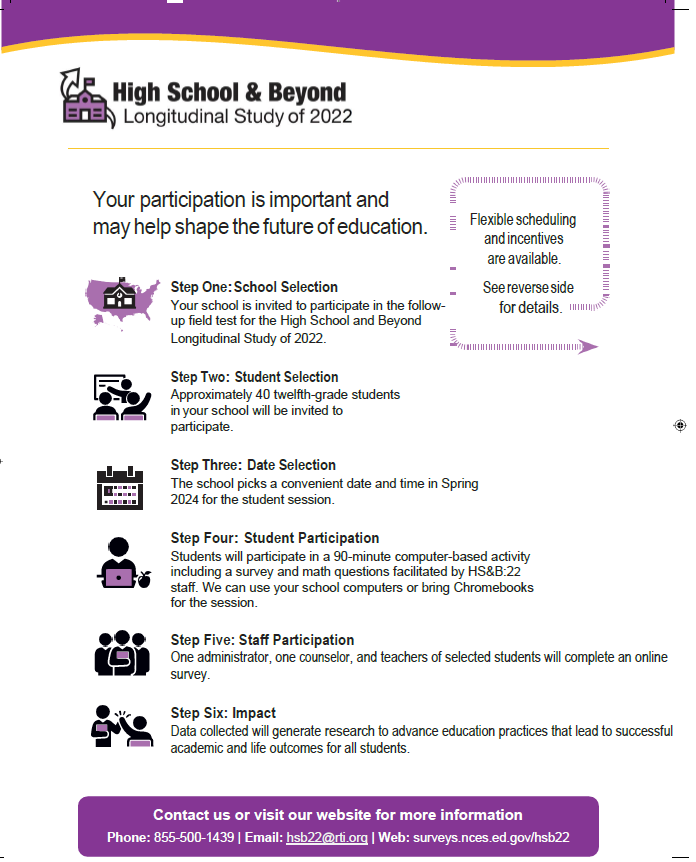 High School & Beyond
Longitudinal Study of 2022
Your participation is important and
may help shape the future of education.
Flexible scheduling
and incentives
are available.
See reverse side
for details.
Step One: School Selection
Your school is invited to participate in the follow-
up field test for the High School and Beyond
Longitudinal Study of 2022.
Step Two: Student Selection
Approximately 40 twelfth-grade students
in your school will be invited to
participate.
Step Three: Date Selection
The school picks a convenient date and time in Spring
2024 for the student session.
Step Four: Student Participation
Students will participate in a 90-minute computer-based activity
including a survey and math questions facilitated by HS&B:22
staff. We can use your school computers or bring Chromebooks
for the session.
Step Five: Staff Participation
One administrator, one counselor, and teachers of selected students will complete an online
survey.
Step Six: Impact
Data collected will generate research to advance education practices that lead to successful
academic and life outcomes for all students.
Contact us or visit our website for more information
Phone: 855-500-1439 | Email: hsb22@rti.org | Web: surveys.nces.ed.gov/hsb22